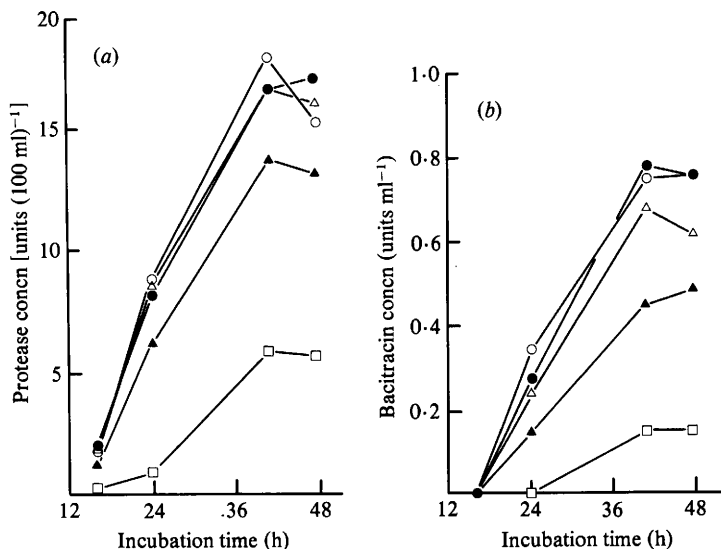 (a)
Protease concn [units (100 ml)⁻¹]
20
15
10
5
12 24 36 48
Incubation time (h)
(b)
Bacitracin concn (units ml⁻¹)
1·0
0·8
0·6
0·4
0·2
12 24 36 48
Incubation time (h)